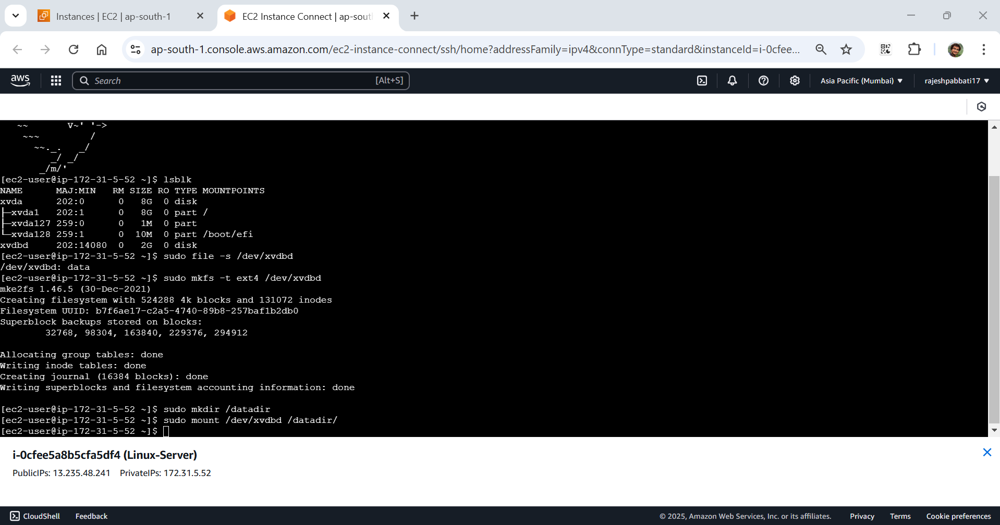 Instances | EC2 | ap-south-1
EC2 Instance Connect | ap-sout
ap-south-1.console.aws.amazon.com/ec2-instance-connect/ssh/home?addressFamily=ipv4&connType=standard&instanceId=i-0cfee...
aws
Search
[Alt+S]
Asia Pacific (Mumbai)
rajeshpabbati17
   ~~       V~' '->
    ~~~         /
      ~~._.   _/
         _/ _/
       _/m/'
[ec2-user@ip-172-31-5-52 ~]$ lsblk
NAME      MAJ:MIN   RM SIZE RO TYPE MOUNTPOINTS
xvda      202:0      0   8G  0 disk
├─xvda1   202:1      0   8G  0 part /
├─xvda127 259:0      0   1M  0 part
└─xvda128 259:1      0  10M  0 part /boot/efi
xvdbd     202:14080  0   2G  0 disk
[ec2-user@ip-172-31-5-52 ~]$ sudo file -s /dev/xvdbd
/dev/xvdbd: data
[ec2-user@ip-172-31-5-52 ~]$ sudo mkfs -t ext4 /dev/xvdbd
mke2fs 1.46.5 (30-Dec-2021)
Creating filesystem with 524288 4k blocks and 131072 inodes
Filesystem UUID: b7f6ae17-c2a5-4740-89b8-257baf1b2db0
Superblock backups stored on blocks:
        32768, 98304, 163840, 229376, 294912
Allocating group tables: done
Writing inode tables: done
Creating journal (16384 blocks): done
Writing superblocks and filesystem accounting information: done
[ec2-user@ip-172-31-5-52 ~]$ sudo mkdir /datadir
[ec2-user@ip-172-31-5-52 ~]$ sudo mount /dev/xvdbd /datadir/
[ec2-user@ip-172-31-5-52 ~]$
i-0cfee5a8b5cfa5df4 (Linux-Server)
PublicIPs: 13.235.48.241 PrivateIPs: 172.31.5.52
CloudShell
Feedback
© 2025, Amazon Web Services, Inc. or its affiliates.
Privacy
Terms
Cookie preferences